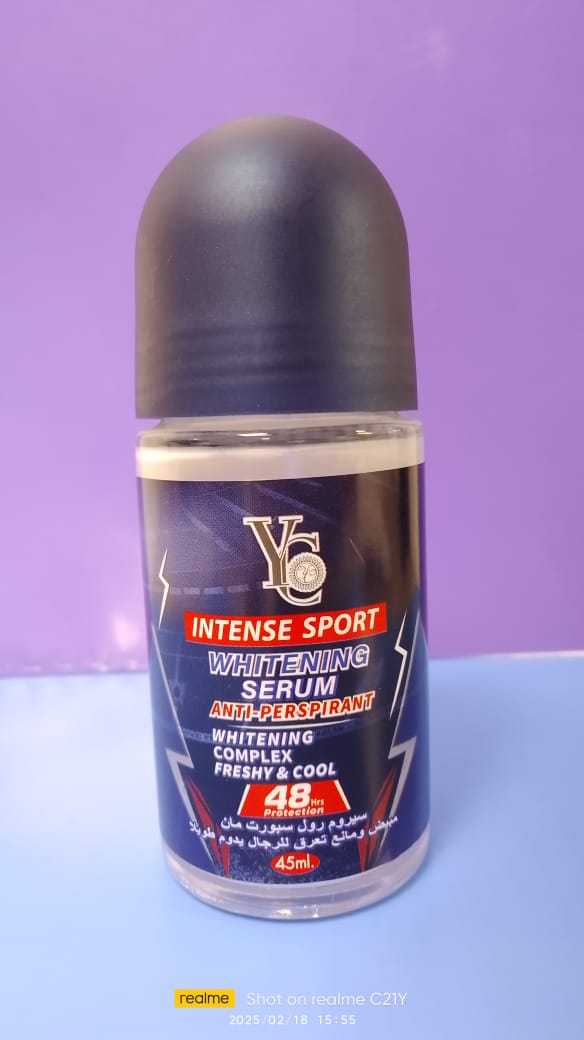 YC
INTENSE SPORT
WHITENING
SERUM
ANTI-PERSPIRANT
WHITENING
COMPLEX
FRESHY & COOL
48 Hrs
Protection
سيروم رول سبورت مان
مبيض ومانع تعرق للرجال يدوم طويلا
45ml.
realme Shot on realme C21Y
2025/02/18 15:55